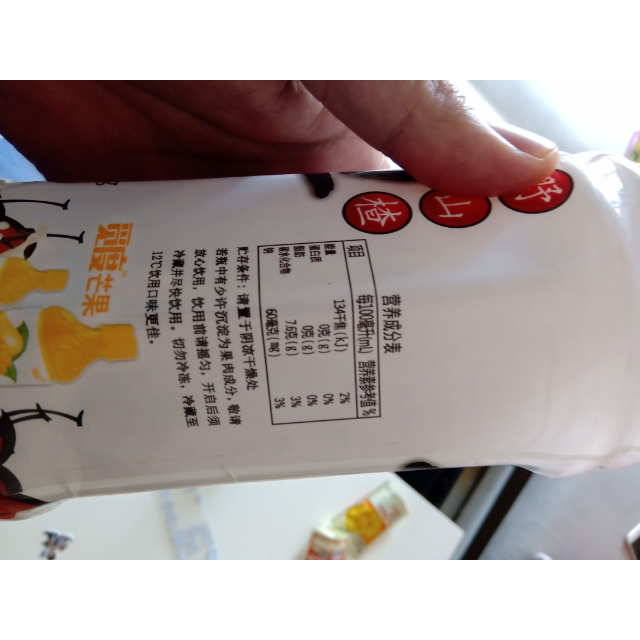 野山楂
营养成分表
项目 每100毫升(mL) 营养素参考值%
能量 134千焦(kJ) 2%
蛋白质 0克(g) 0%
脂肪 0克(g) 0%
碳水化合物 7.6克(g) 3%
钠 60毫克(mg) 3%
贮存条件：请置于阴凉干燥处
若瓶中有少许沉淀为果肉成分，敬请
放心饮用，饮用前请摇匀，开启后须
冷藏并尽快饮用。切勿冷冻，冷藏至
12℃饮用口味更佳。
觅度芒果